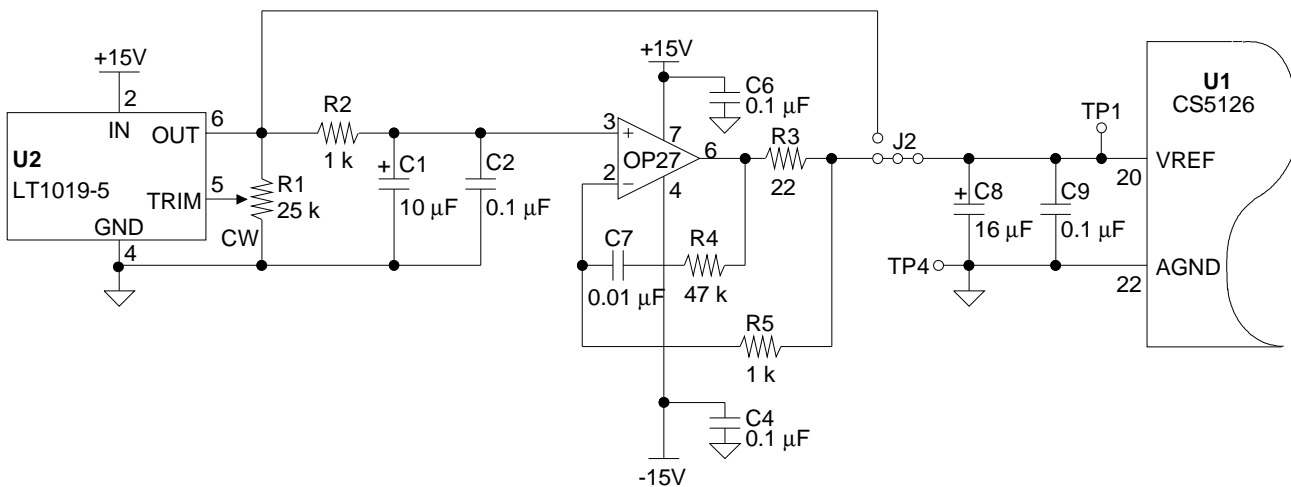 +15V
2
IN
OUT
6
U2
LT1019-5
TRIM
5
GND
4
R1
25 k
CW
R2
1 k
+
C1
10 µF
C2
0.1 µF
+15V
C6
0.1 µF
7
3
+
OP27
6
2
−
4
R3
22
C7
0.01 µF
R4
47 k
R5
1 k
C4
0.1 µF
-15V
J2
TP1
+
C8
16 µF
C9
0.1 µF
TP4
U1
CS5126
VREF
20
AGND
22